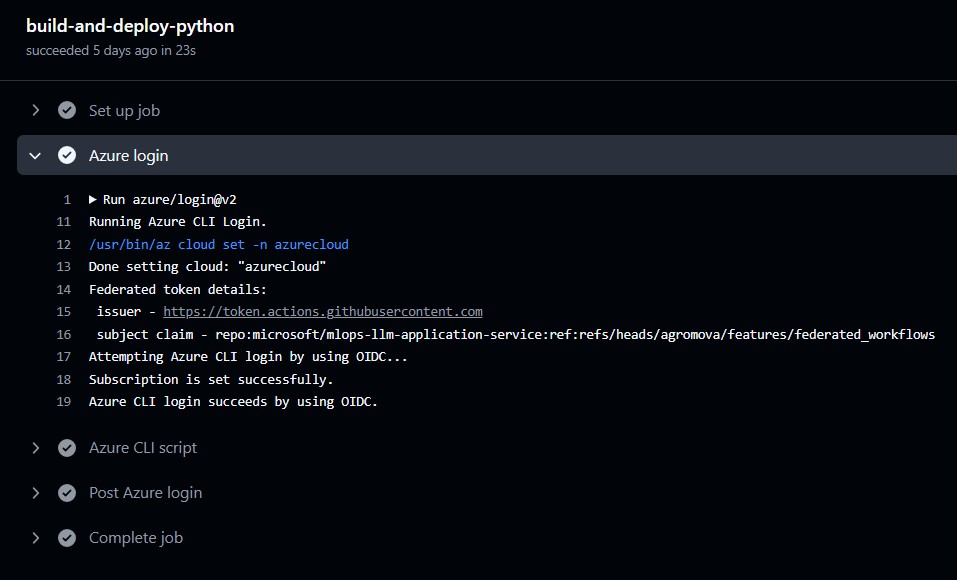 build-and-deploy-python
succeeded 5 days ago in 23s
Set up job
Azure login
1 Run azure/login@v2
11 Running Azure CLI Login.
12 /usr/bin/az cloud set -n azurecloud
13 Done setting cloud: "azurecloud"
14 Federated token details:
15 issuer - https://token.actions.githubusercontent.com
16 subject claim - repo:microsoft/mlops-llm-application-service:ref:refs/heads/agromova/features/federated_workflows
17 Attempting Azure CLI login by using OIDC...
18 Subscription is set successfully.
19 Azure CLI login succeeds by using OIDC.
Azure CLI script
Post Azure login
Complete job